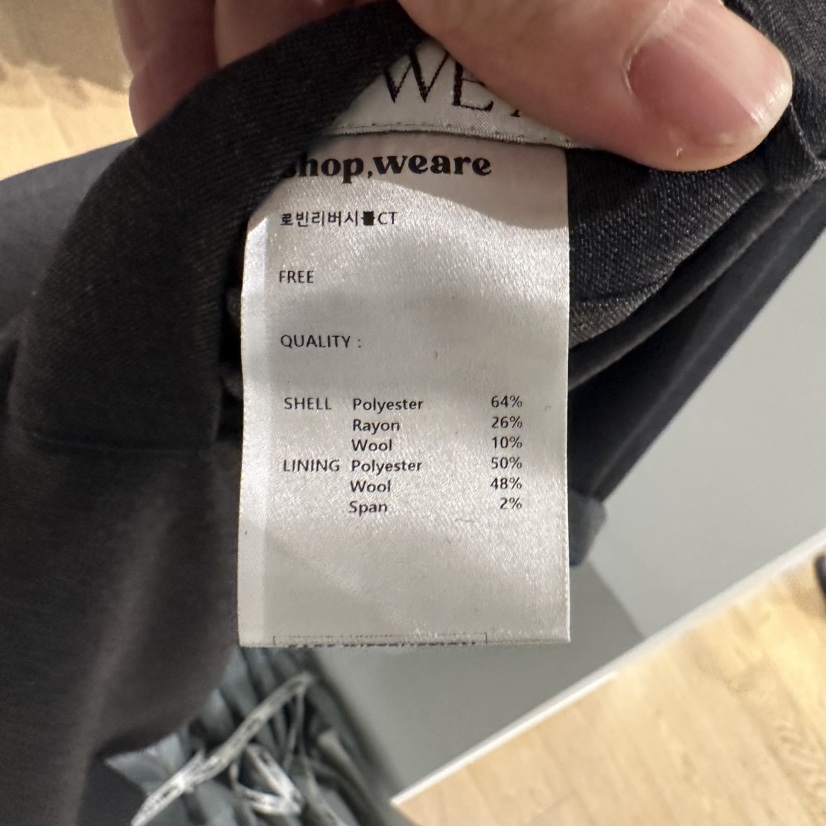 WE
shop,weare
로빈리버시블CT
FREE
QUALITY :
SHELL Polyester 64%
Rayon 26%
Wool 10%
LINING Polyester 50%
Wool 48%
Span 2%